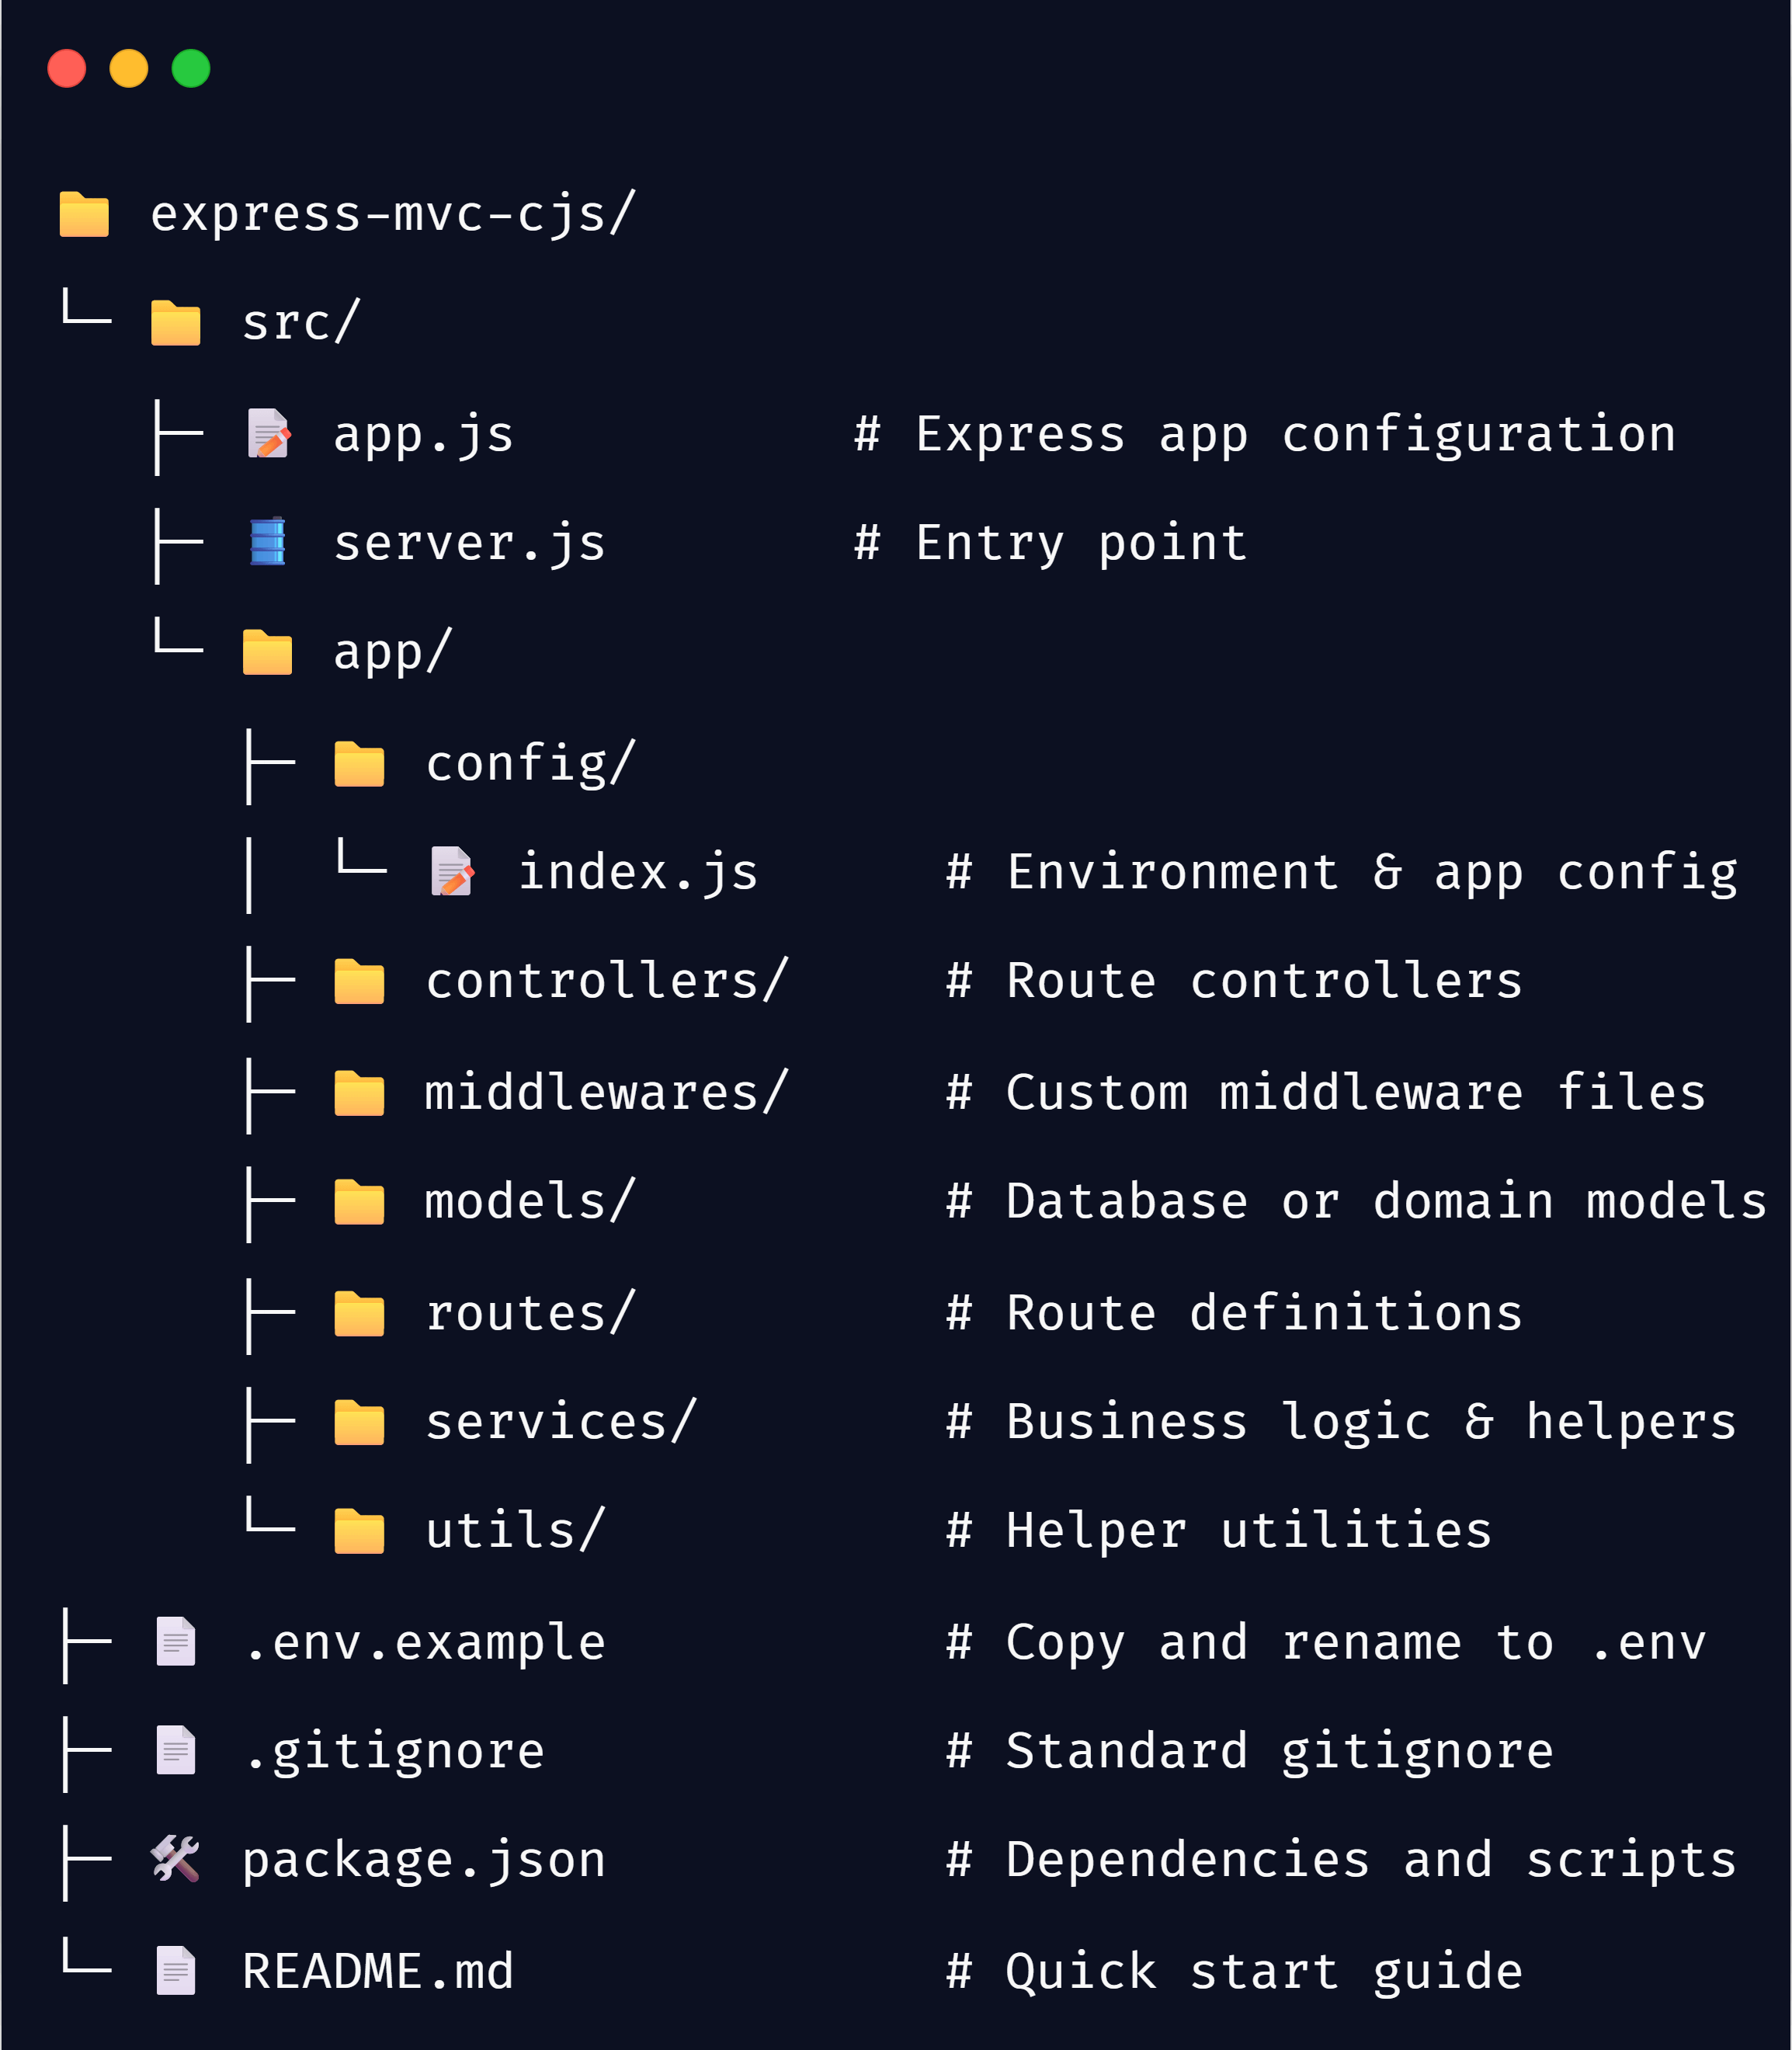 express-mvc-cjs/
└─ src/
├─ app.js # Express app configuration
├─ server.js # Entry point
└─ app/
├─ config/
│ └─ index.js # Environment & app config
├─ controllers/ # Route controllers
├─ middlewares/ # Custom middleware files
├─ models/ # Database or domain models
├─ routes/ # Route definitions
├─ services/ # Business logic & helpers
└─ utils/ # Helper utilities
├─ .env.example # Copy and rename to .env
├─ .gitignore # Standard gitignore
├─ package.json # Dependencies and scripts
└─ README.md # Quick start guide